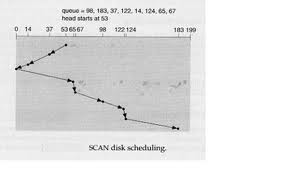 queue = 98, 183, 37, 122, 14, 124, 65, 67
head starts at 53
0 14 37 53 65 67 98 122 124 183 199
SCAN disk scheduling.